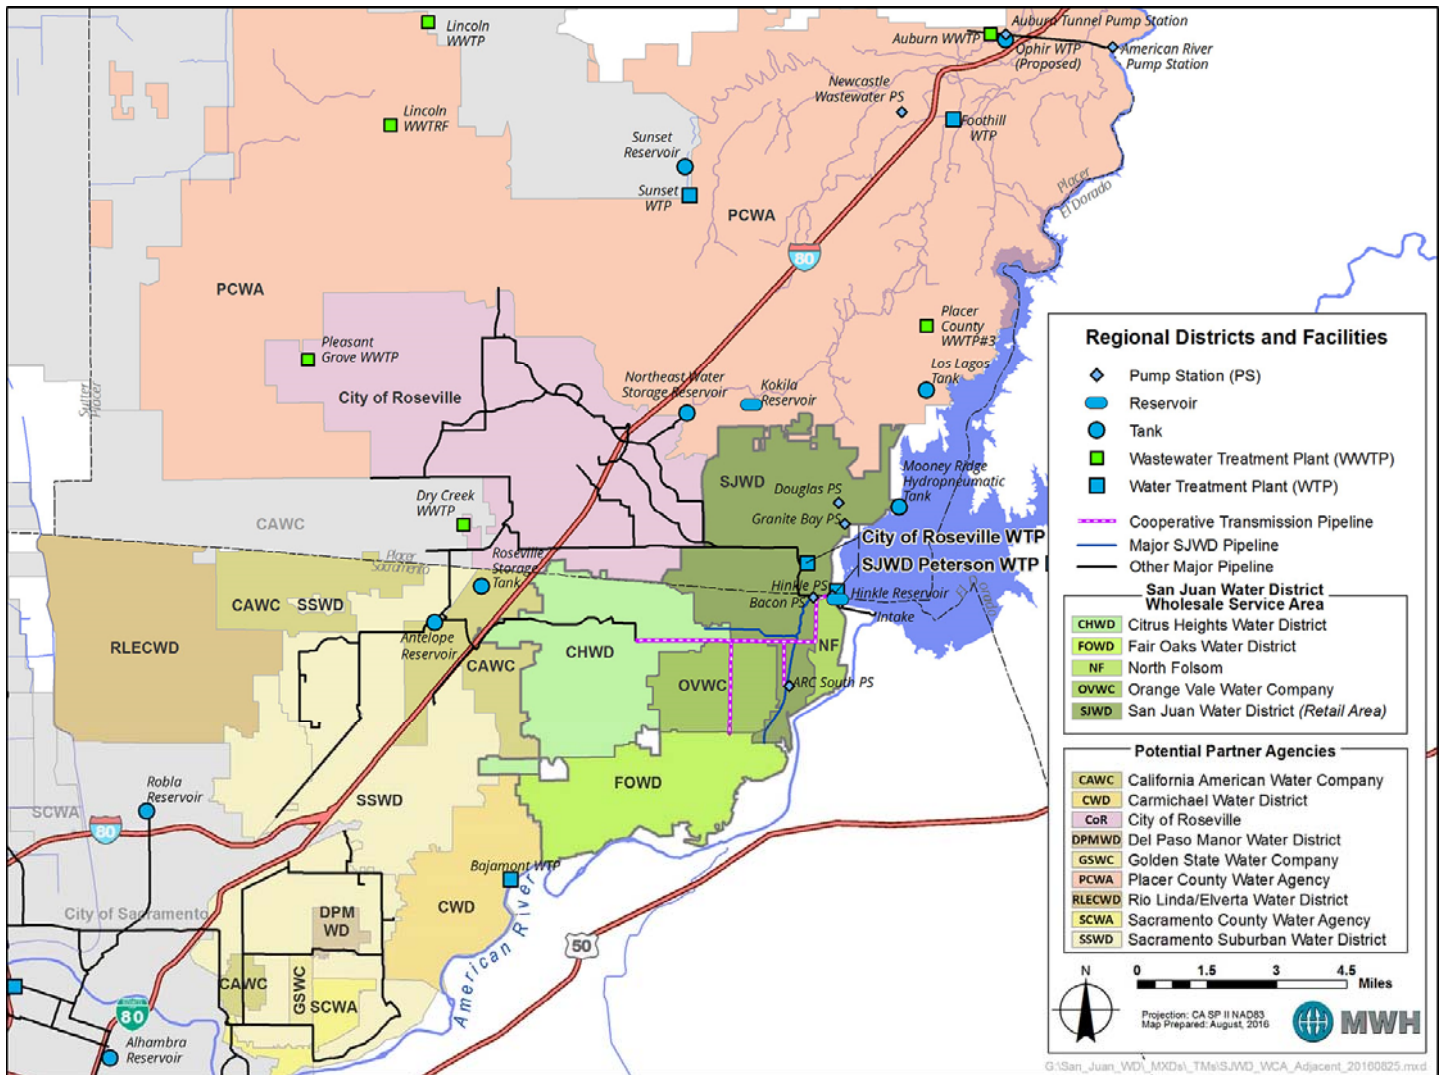 Lincoln
WWTP
Auburn Tunnel Pump Station
Auburn WWTP
Ophir WTP
(Proposed)
American River
Pump Station
Newcastle
Wastewater PS
Lincoln
WWTRF
Foothill
WTP
Sunset
Reservoir
Sunset
WTP
Placer
El Dorado
PCWA
80
PCWA
Placer
County
WWTP#3
Pleasant
Grove WWTP
Los Lagos
Tank
Northeast Water
Storage Reservoir
Kokila
Reservoir
City of Roseville
Sutter
Placer
SJWD
Mooney Ridge
Hydropneumatic
Tank
Douglas PS
Granite Bay PS
Dry Creek
WWTP
CAWC
City of Roseville WTP
SJWD Peterson WTP
Placer
Sacramento
Roseville
Storage
Tank
Hinkle PS
Bacon PS
Hinkle Reservoir
Intake
CAWC
SSWD
RLECWD
Antelope
Reservoir
CAWC
CHWD
NF
OVWC
ARC South PS
FOWD
Robla
Reservoir
SCWA
80
SSWD
Bajamont WTP
City of Sacramento
DPM
WD
CWD
American River
50
CAWC
GSWC
SCWA
80
Alhambra
Reservoir
Regional Districts and Facilities
Pump Station (PS)
Reservoir
Tank
Wastewater Treatment Plant (WWTP)
Water Treatment Plant (WTP)
Cooperative Transmission Pipeline
Major SJWD Pipeline
Other Major Pipeline
San Juan Water District
Wholesale Service Area
CHWD Citrus Heights Water District
FOWD Fair Oaks Water District
NF North Folsom
OVWC Orange Vale Water Company
SJWD San Juan Water District (Retail Area)
Potential Partner Agencies
CAWC California American Water Company
CWD Carmichael Water District
CoR City of Roseville
DPMWD Del Paso Manor Water District
GSWC Golden State Water Company
PCWA Placer County Water Agency
RLECWD Rio Linda/Elverta Water District
SCWA Sacramento County Water Agency
SSWD Sacramento Suburban Water District
N
0 1.5 3 4.5
Miles
Projection: CA SP II NAD83
Map Prepared: August, 2016
MWH
G:\San_Juan_WD\_MXDs\_TMs\SJWD_WCA_Adjacent_20160825.mxd